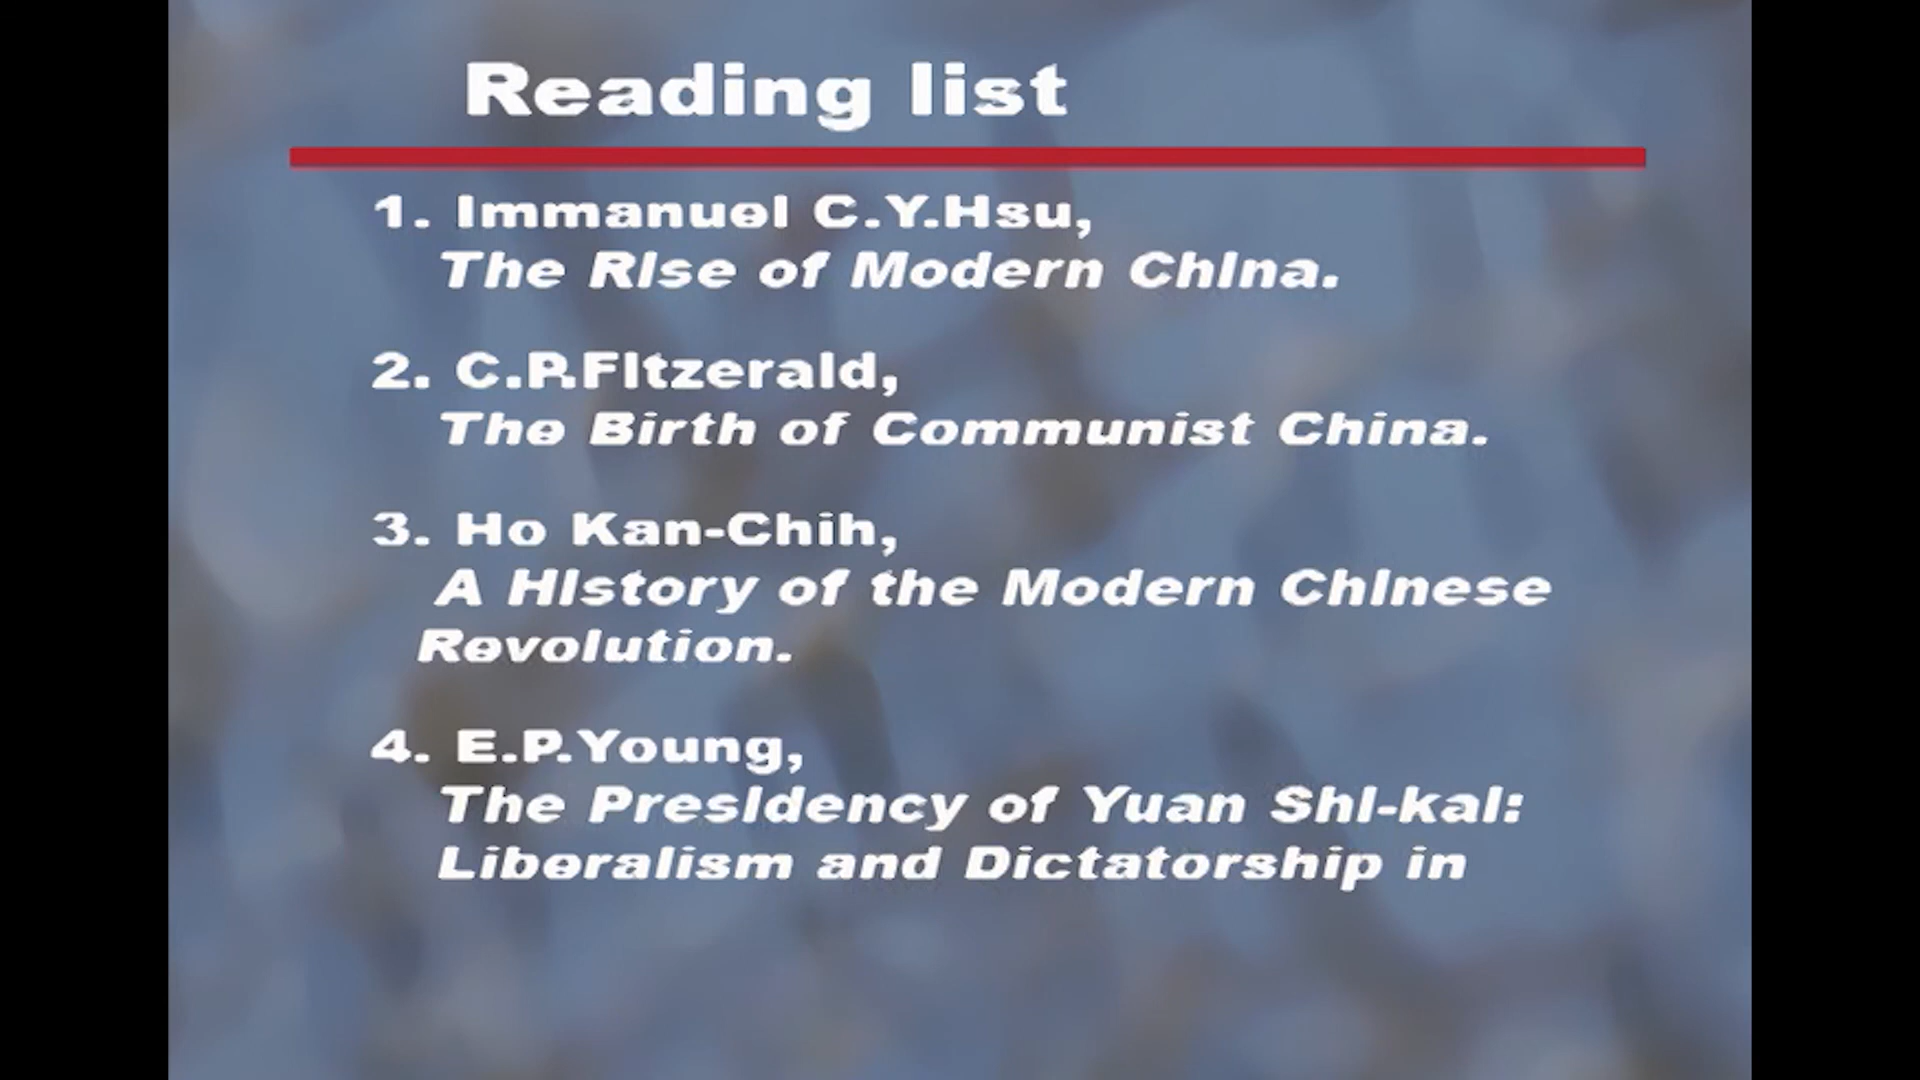 Reading list
1. Immanuel C.Y.Hsu,
The Rise of Modern China.
2. C.P.Fitzerald,
The Birth of Communist China.
3. Ho Kan-Chih,
A History of the Modern Chinese
Revolution.
4. E.P.Young,
The Presidency of Yuan Shi-kai:
Liberalism and Dictatorship in